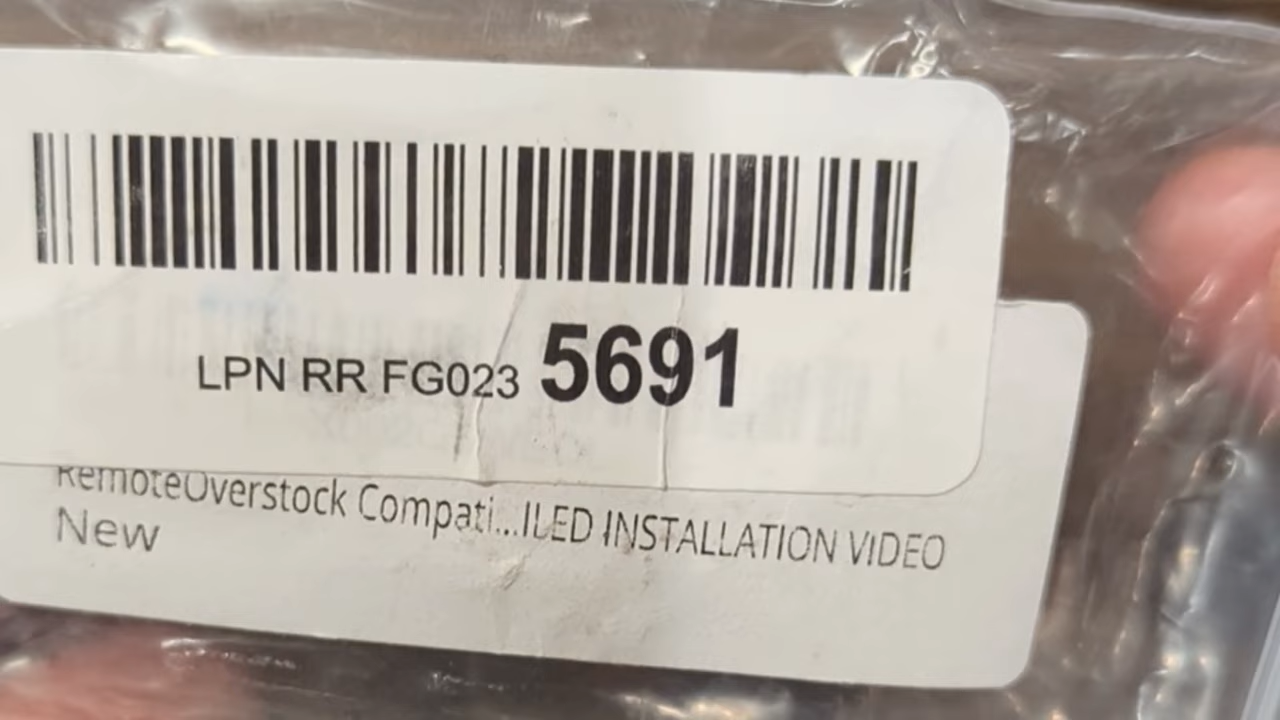 LPN RR FG023 5691
RemoteOverstock Compati...ILED INSTALLATION VIDEO
New